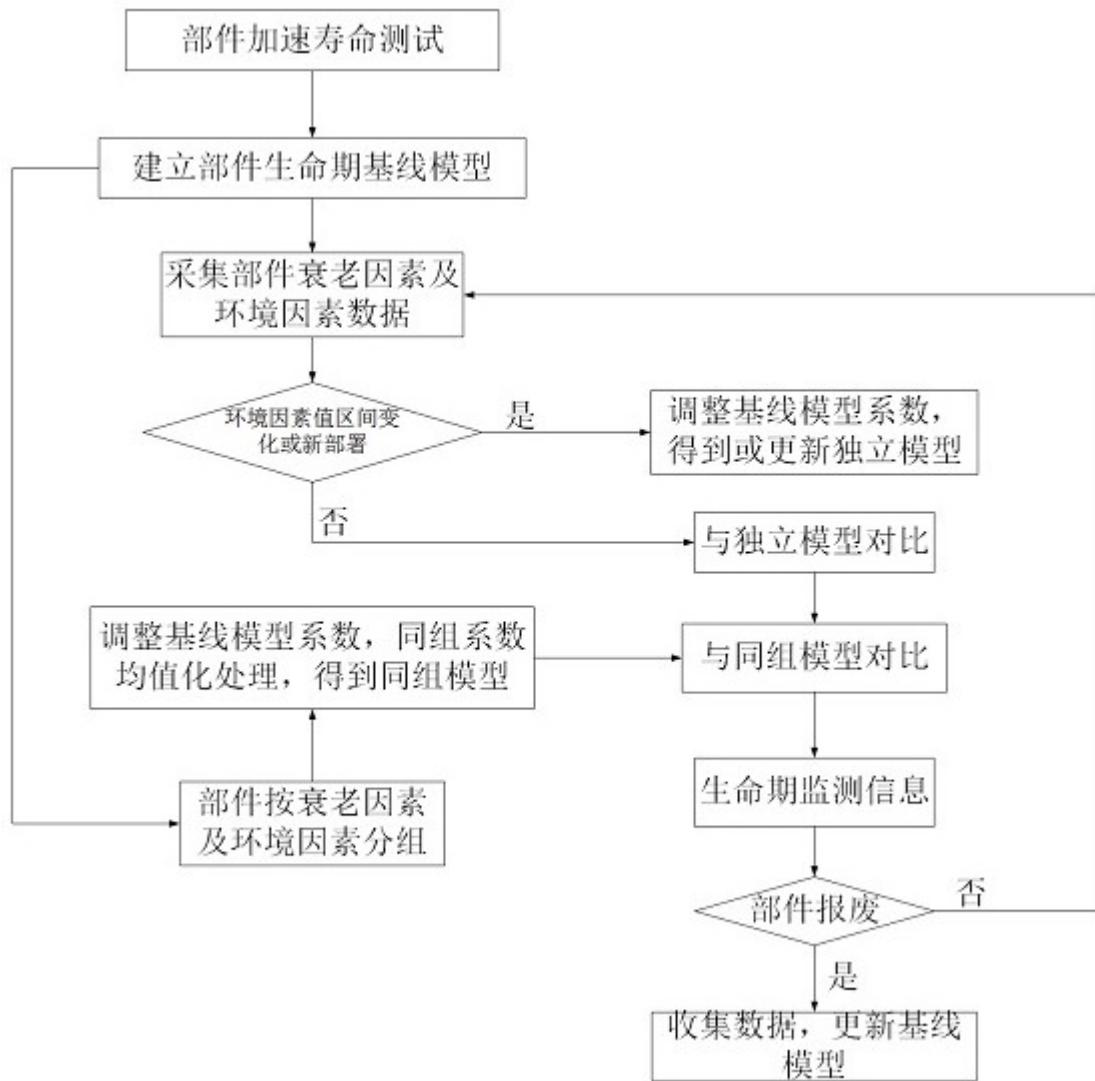 部件加速寿命测试
建立部件生命期基线模型
采集部件衰老因素及
环境因素数据
环境因素值区间变
化或新部署
是
调整基线模型系数，
得到或更新独立模型
否
与独立模型对比
调整基线模型系数，同组系数
均值化处理，得到同组模型
与同组模型对比
部件按衰老因素
及环境因素分组
生命期监测信息
部件报废
否
是
收集数据，更新基线
模型